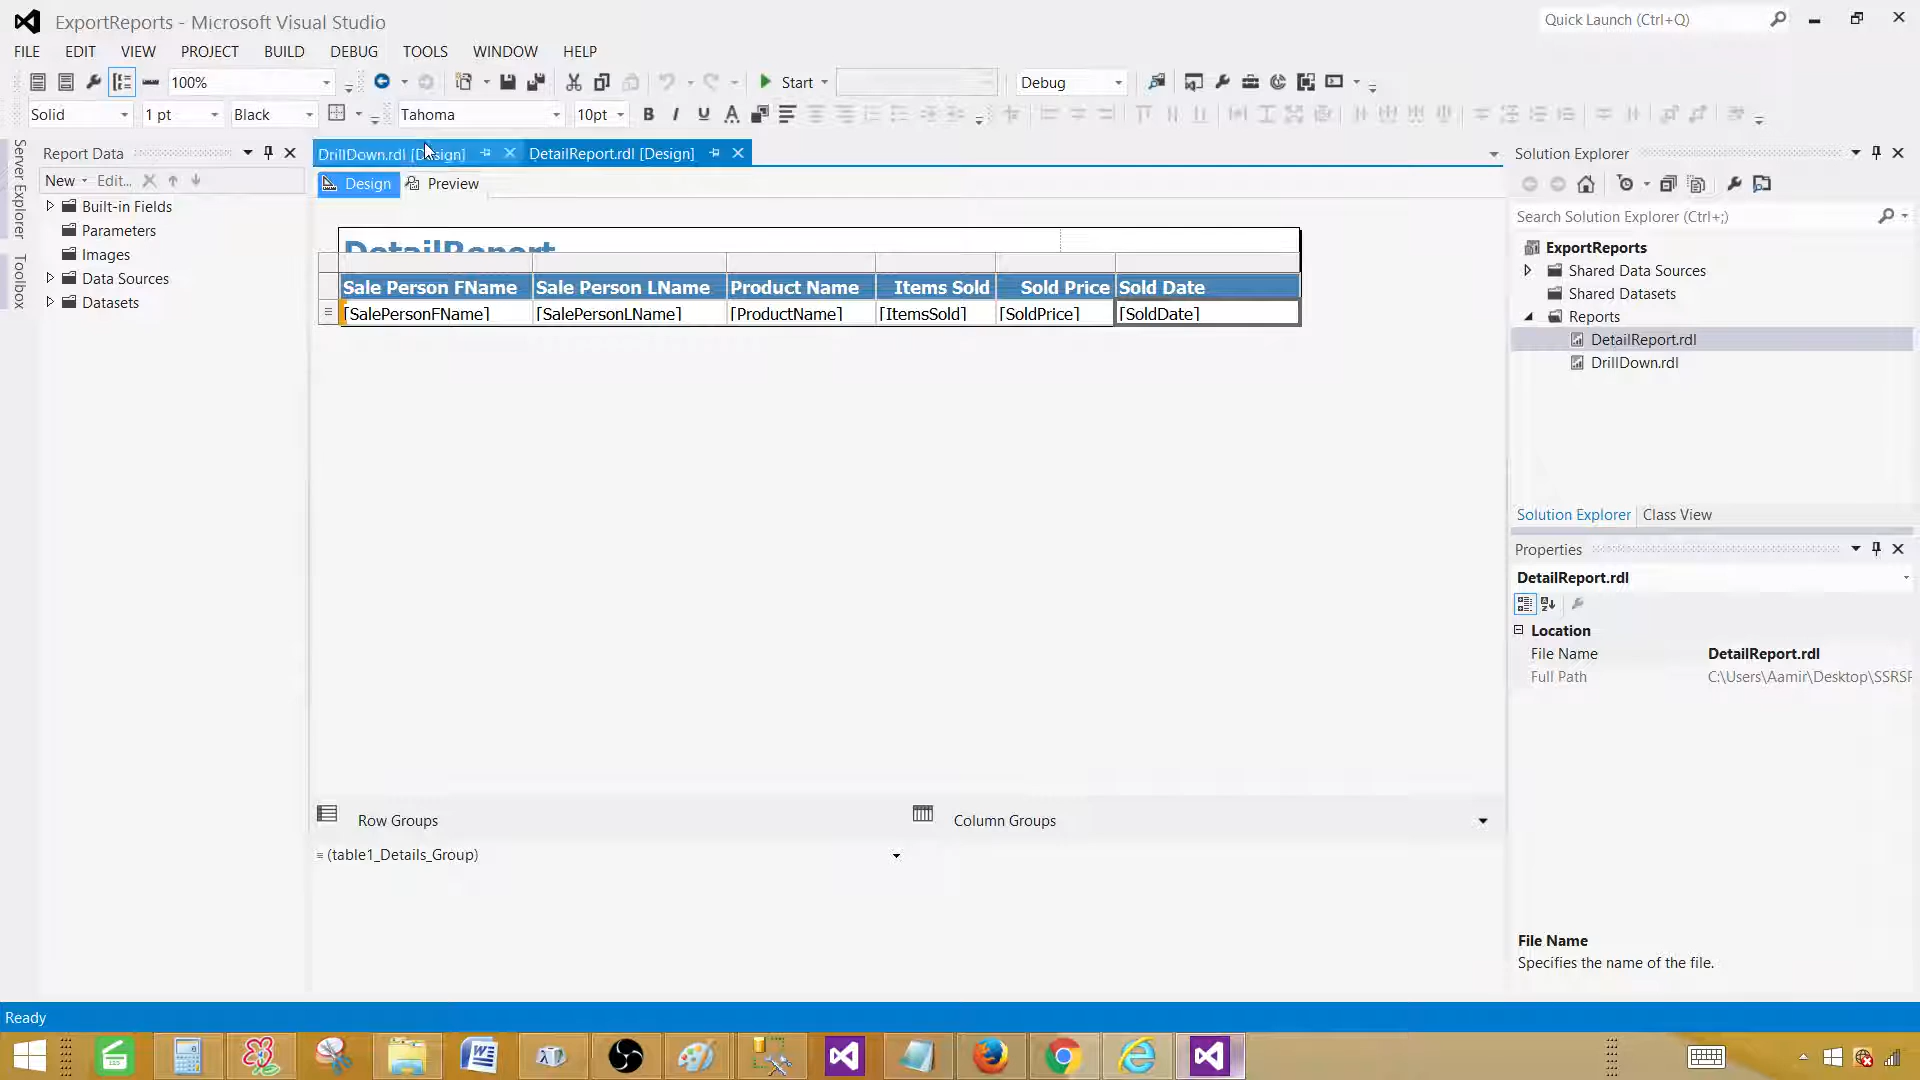 ExportReports - Microsoft Visual Studio
Quick Launch (Ctrl+Q)
FILE EDIT VIEW PROJECT BUILD DEBUG TOOLS WINDOW HELP
100% Start Debug
Solid 1 pt Black Tahoma 10pt B I U A
Server Explorer
Toolbox
Report Data
New Edit...
Built-in Fields
Parameters
Images
Data Sources
Datasets
DrillDown.rdl [Design] DetailReport.rdl [Design]
Design Preview
DetailReport
Sale Person FName Sale Person LName Product Name Items Sold Sold Price Sold Date
[SalePersonFName] [SalePersonLName] [ProductName] [ItemsSold] [SoldPrice] [SoldDate]
Row Groups Column Groups
(table1_Details_Group)
Solution Explorer
Search Solution Explorer (Ctrl+;)
ExportReports
Shared Data Sources
Shared Datasets
Reports
DetailReport.rdl
DrillDown.rdl
Solution Explorer Class View
Properties
DetailReport.rdl
Location
File Name DetailReport.rdl
Full Path C:\Users\Aamir\Desktop\SSRSF
File Name
Specifies the name of the file.
Ready